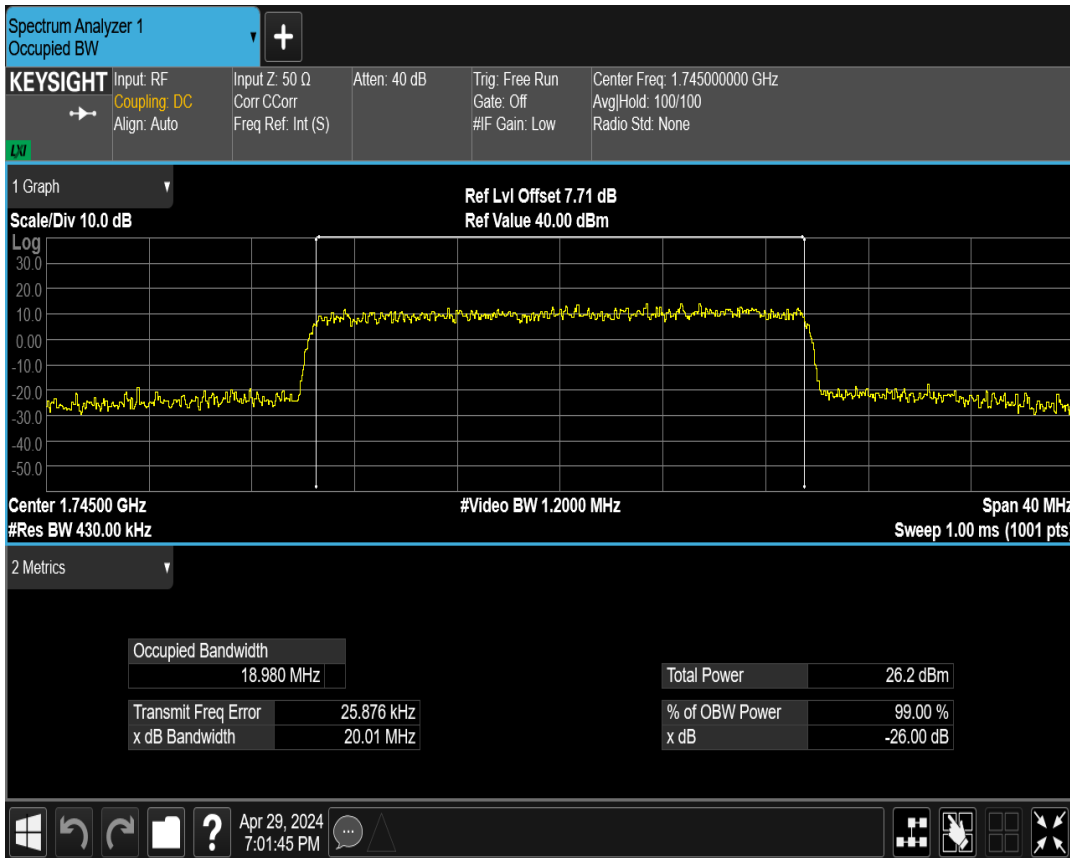 Spectrum Analyzer 1
Occupied BW
KEYSIGHT
LXI
Input: RF
Coupling: DC
Align: Auto
Input Z: 50 Ω
Corr CCorr
Freq Ref: Int (S)
Atten: 40 dB
Trig: Free Run
Gate: Off
#IF Gain: Low
Center Freq: 1.745000000 GHz
Avg|Hold: 100/100
Radio Std: None
1 Graph
Scale/Div 10.0 dB
Ref Lvl Offset 7.71 dB
Ref Value 40.00 dBm
Log
30.0
20.0
10.0
0.00
-10.0
-20.0
-30.0
-40.0
-50.0
Center 1.74500 GHz
#Video BW 1.2000 MHz
Span 40 MHz
#Res BW 430.00 kHz
Sweep 1.00 ms (1001 pts)
2 Metrics
Occupied Bandwidth
18.980 MHz
Total Power 26.2 dBm
Transmit Freq Error 25.876 kHz
% of OBW Power 99.00 %
x dB Bandwidth 20.01 MHz
x dB -26.00 dB
?
Apr 29, 2024
7:01:45 PM